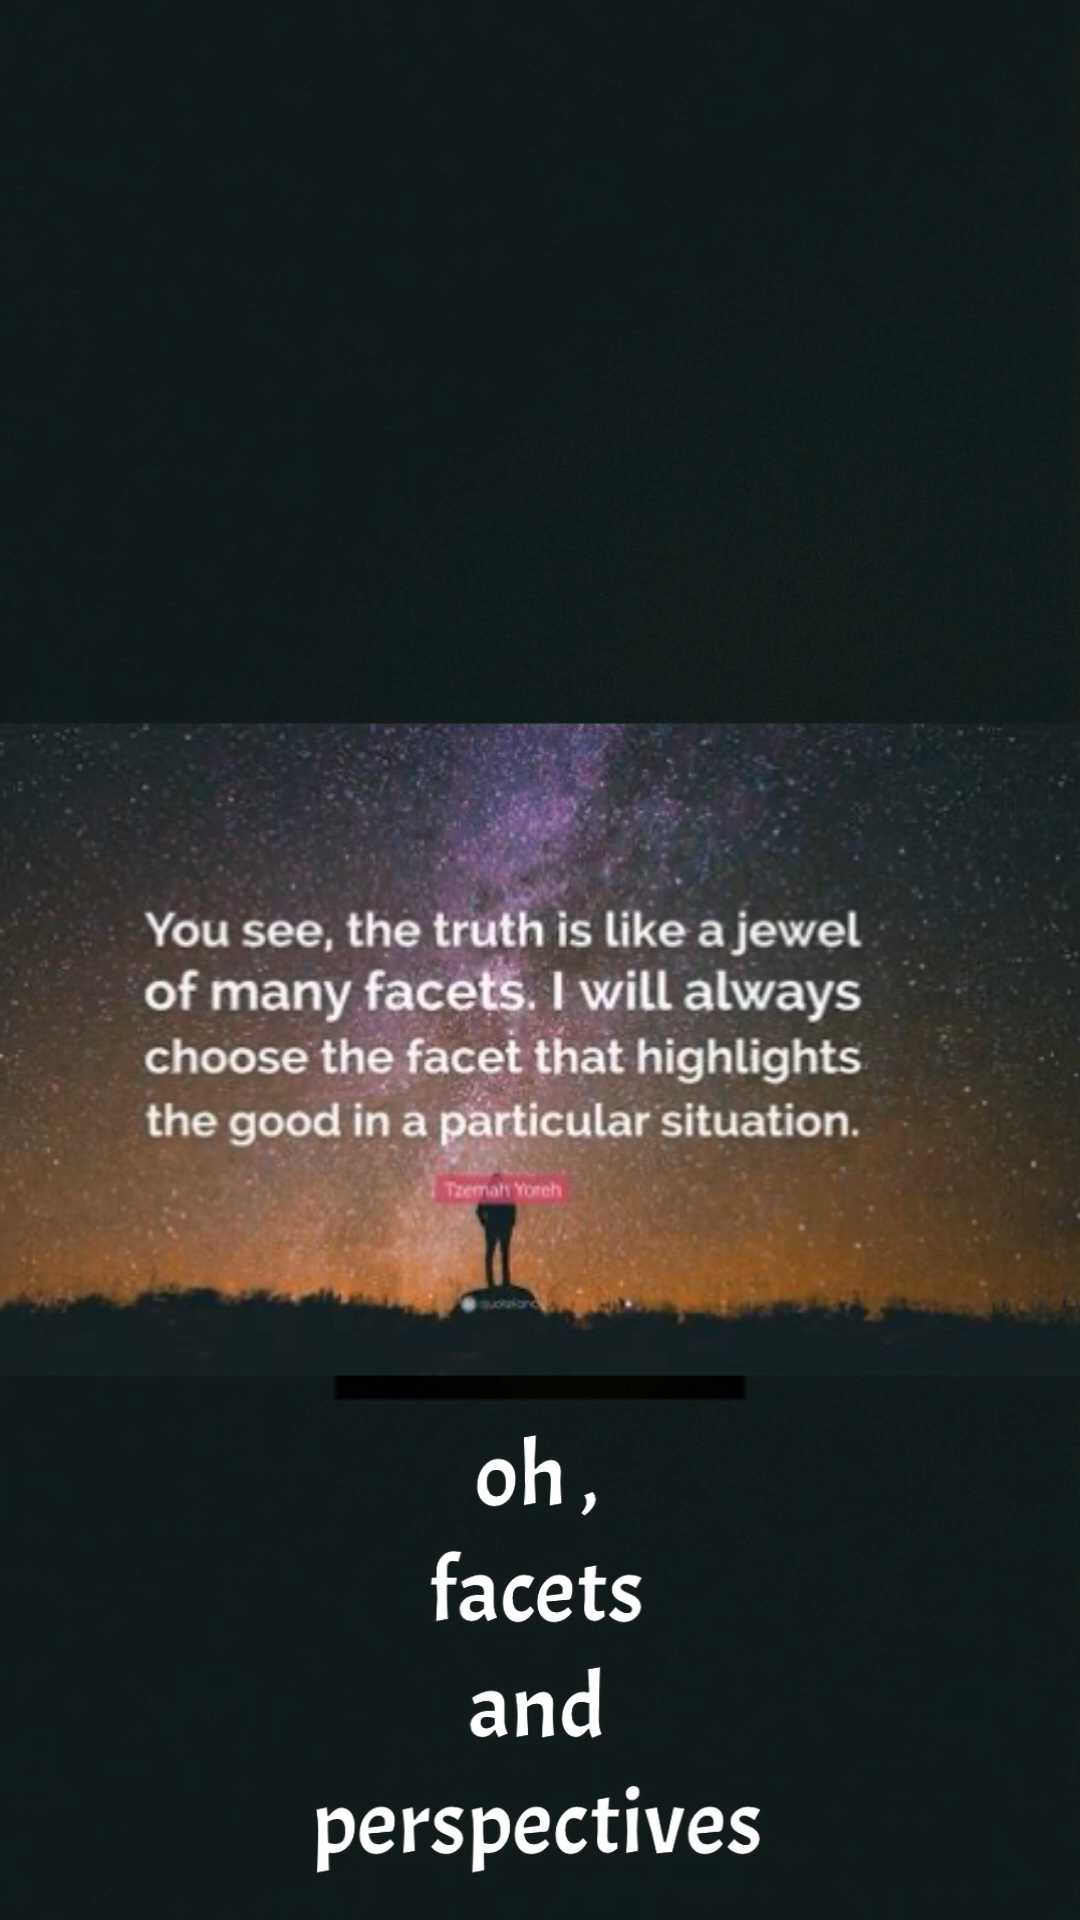 You see, the truth is like a jewel
of many facets. I will always
choose the facet that highlights
the good in a particular situation.
Tzemah Yoreh
quotefancy
oh ,
facets
and
perspectives